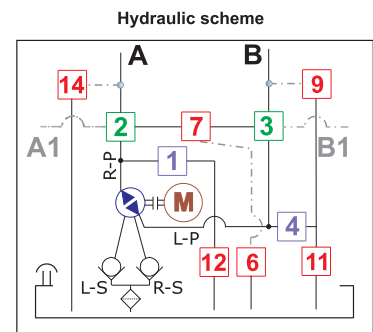 Hydraulic scheme
A B
14 9
2 7 3
A1 B1
R-P
1
M
4
L-P
12 6 11
L-S R-S